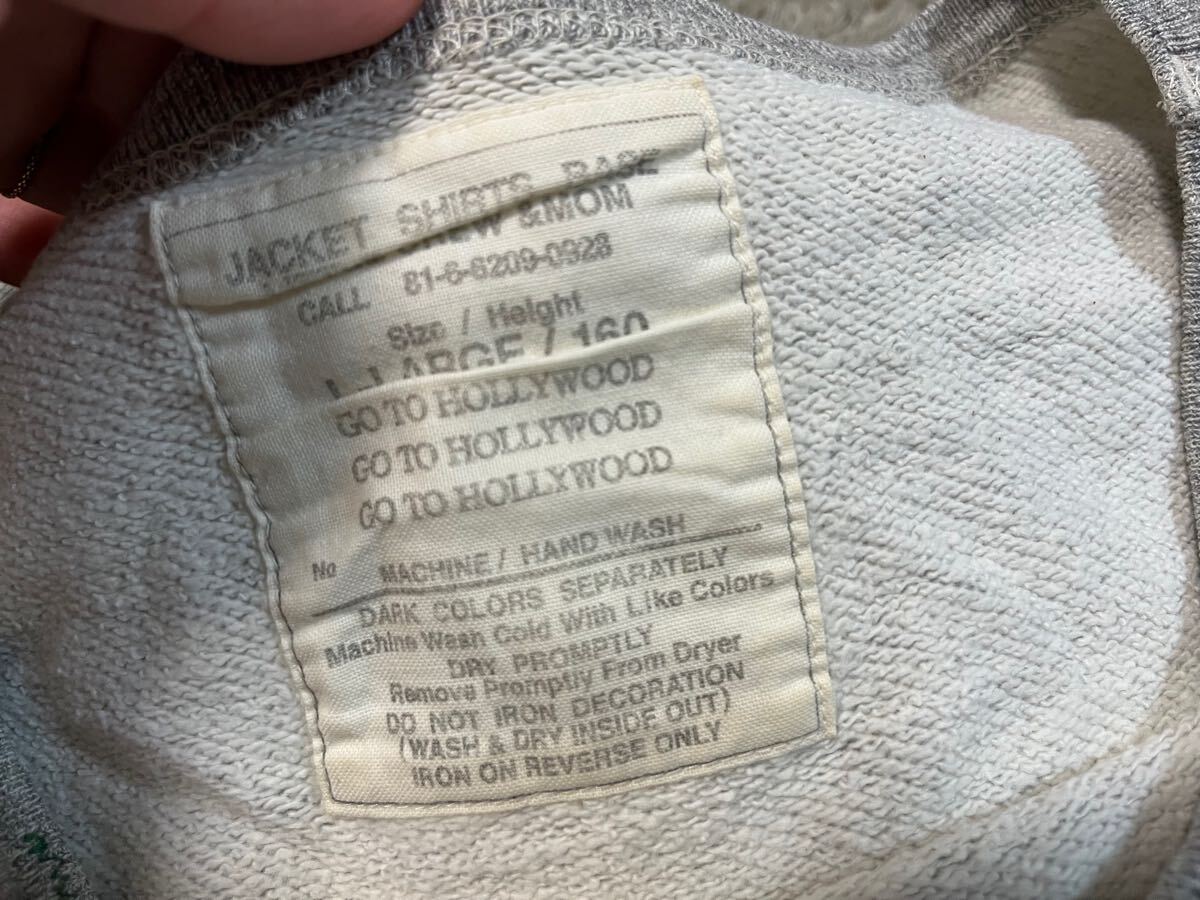 JACKET SHIRTS BASE
&MOM
CALL 81-6-6209-0928
Size / Height
LARGE / 160
GO TO HOLLYWOOD
GO TO HOLLYWOOD
GO TO HOLLYWOOD
No MACHINE / HAND WASH
DARK COLORS SEPARATELY
Machine Wash Cold With Like Colors
DRY PROMPTLY
Remove Promptly From Dryer
DO NOT IRON DECORATION
(WASH & DRY INSIDE OUT)
IRON ON REVERSE ONLY